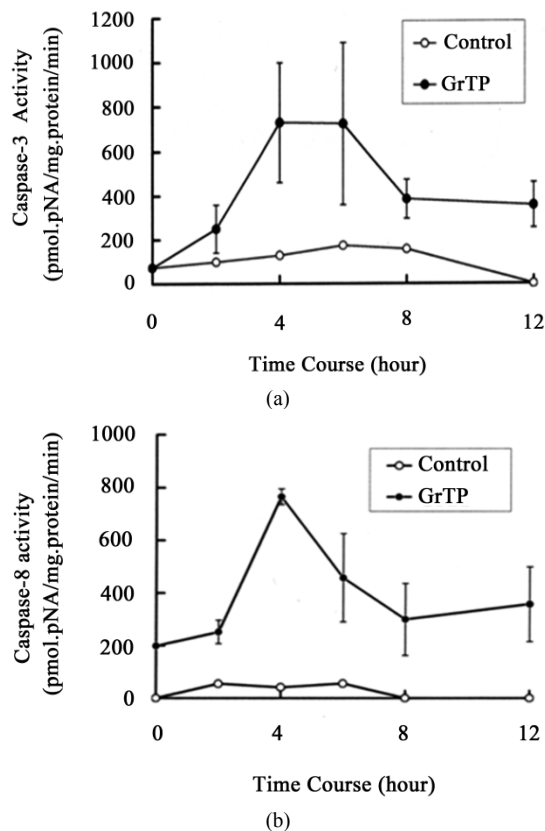 1200
1000
800
600
400
200
0
Caspase-3 Activity
(pmol.pNA/mg.protein/min)
Control
GrTP
0 4 8 12
Time Course (hour)
(a)
1000
800
600
400
200
0
Caspase-8 activity
(pmol.pNA/mg.protein/min)
Control
GrTP
0 4 8 12
Time Course (hour)
(b)